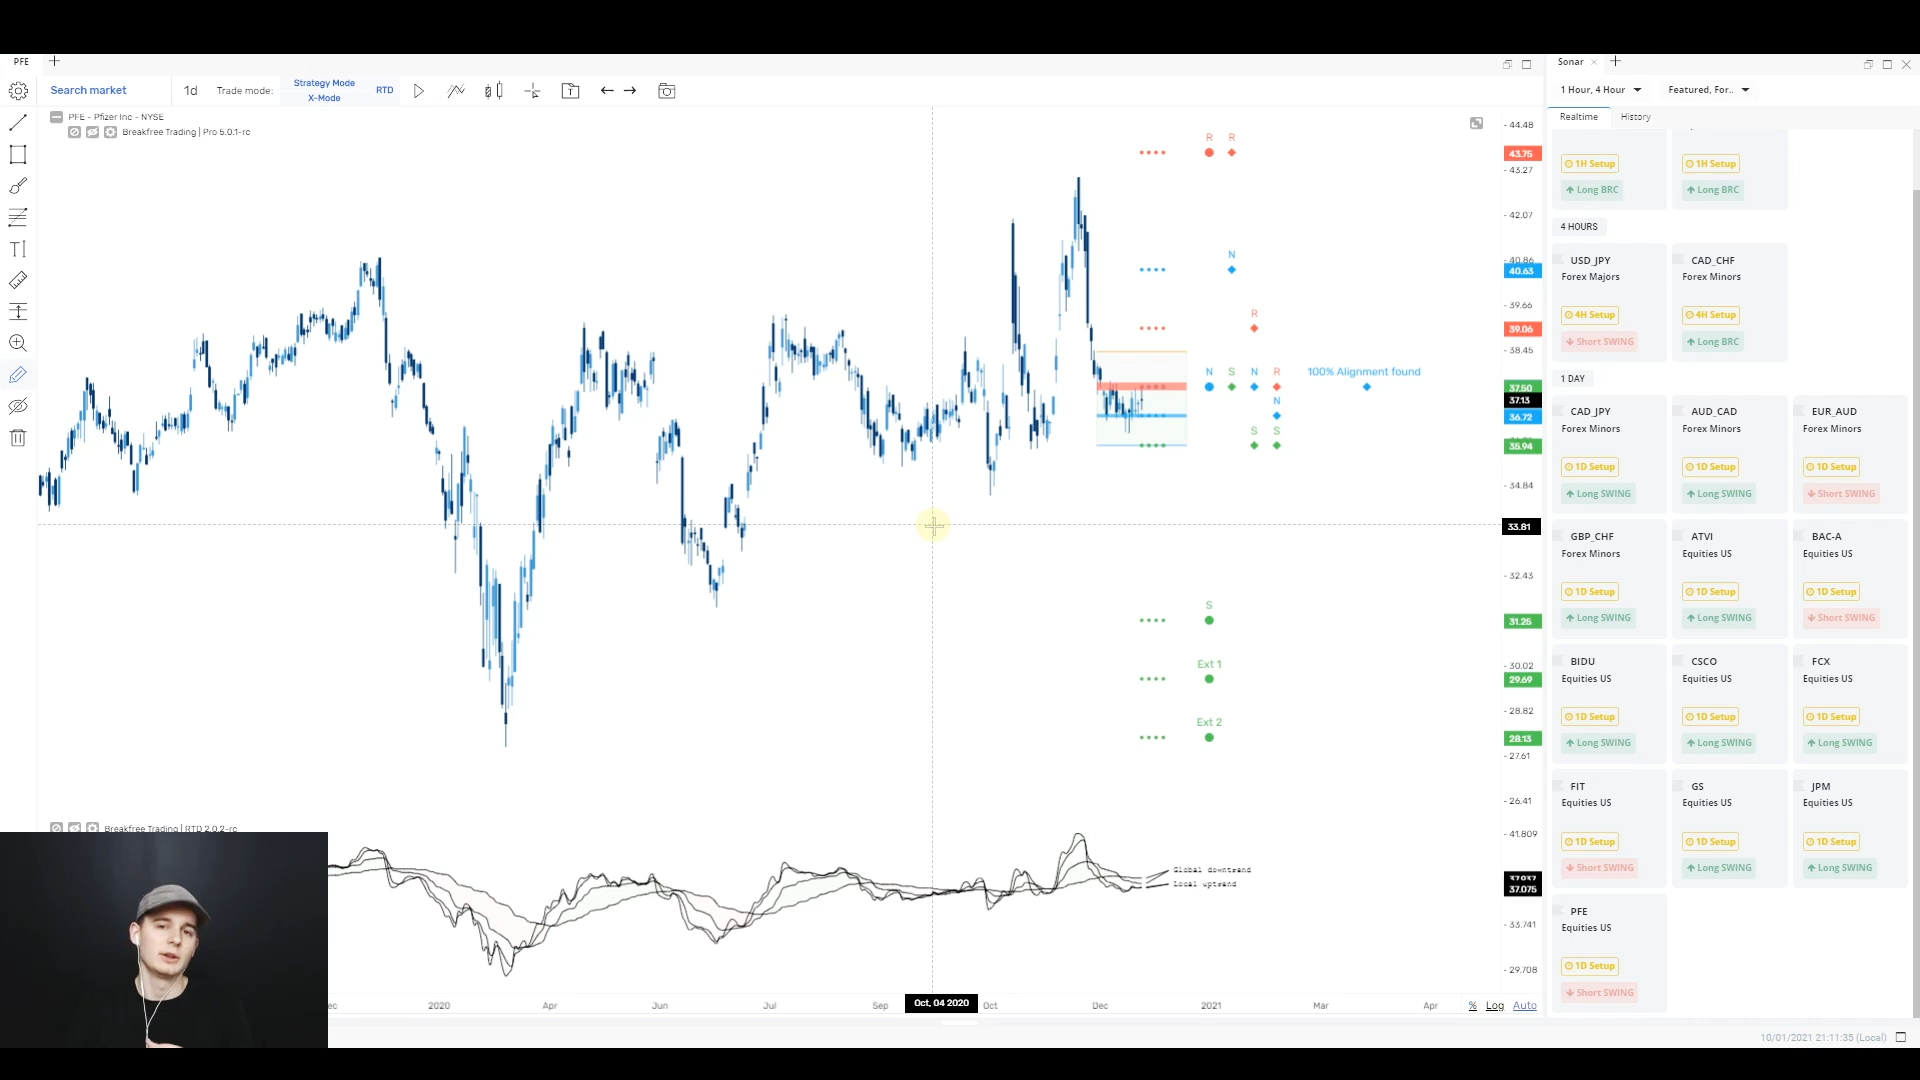 PFE
Sonar
Search market
1d
Trade mode:
Strategy Mode
X-Mode
RTD
1 Hour, 4 Hour
Featured, For..
Realtime
History
PFE - Pfizer Inc - NYSE
Breakfree Trading | Pro 5.0.1-rc
R R
N
R
N S N R
100% Alignment found
N
S S
S
Ext 1
Ext 2
44.48
43.75
43.27
42.07
40.86
40.63
39.66
39.06
38.45
37.50
37.13
36.72
35.94
34.84
33.81
32.43
31.25
30.02
29.69
28.82
28.13
27.61
26.41
Breakfree Trading | RTD 2.0.2-rc
Global downtrend
Local uptrend
41.809
37.937
37.075
33.741
29.708
2020
Apr
Jun
Jul
Sep
Oct, 04 2020
Oct
Dec
2021
Mar
Apr
% Log Auto
1H Setup
1H Setup
Long BRC
Long BRC
4 HOURS
USD_JPY
CAD_CHF
Forex Majors
Forex Minors
4H Setup
4H Setup
Short SWING
Long BRC
1 DAY
CAD_JPY
AUD_CAD
EUR_AUD
Forex Minors
Forex Minors
Forex Minors
1D Setup
1D Setup
1D Setup
Long SWING
Long SWING
Short SWING
GBP_CHF
ATVI
BAC-A
Forex Minors
Equities US
Equities US
1D Setup
1D Setup
1D Setup
Long SWING
Long SWING
Short SWING
BIDU
CSCO
FCX
Equities US
Equities US
Equities US
1D Setup
1D Setup
1D Setup
Long SWING
Long SWING
Long SWING
FIT
GS
JPM
Equities US
Equities US
Equities US
1D Setup
1D Setup
1D Setup
Short SWING
Long SWING
Long SWING
PFE
Equities US
1D Setup
Short SWING
10/01/2021 21:11:35 (Local)